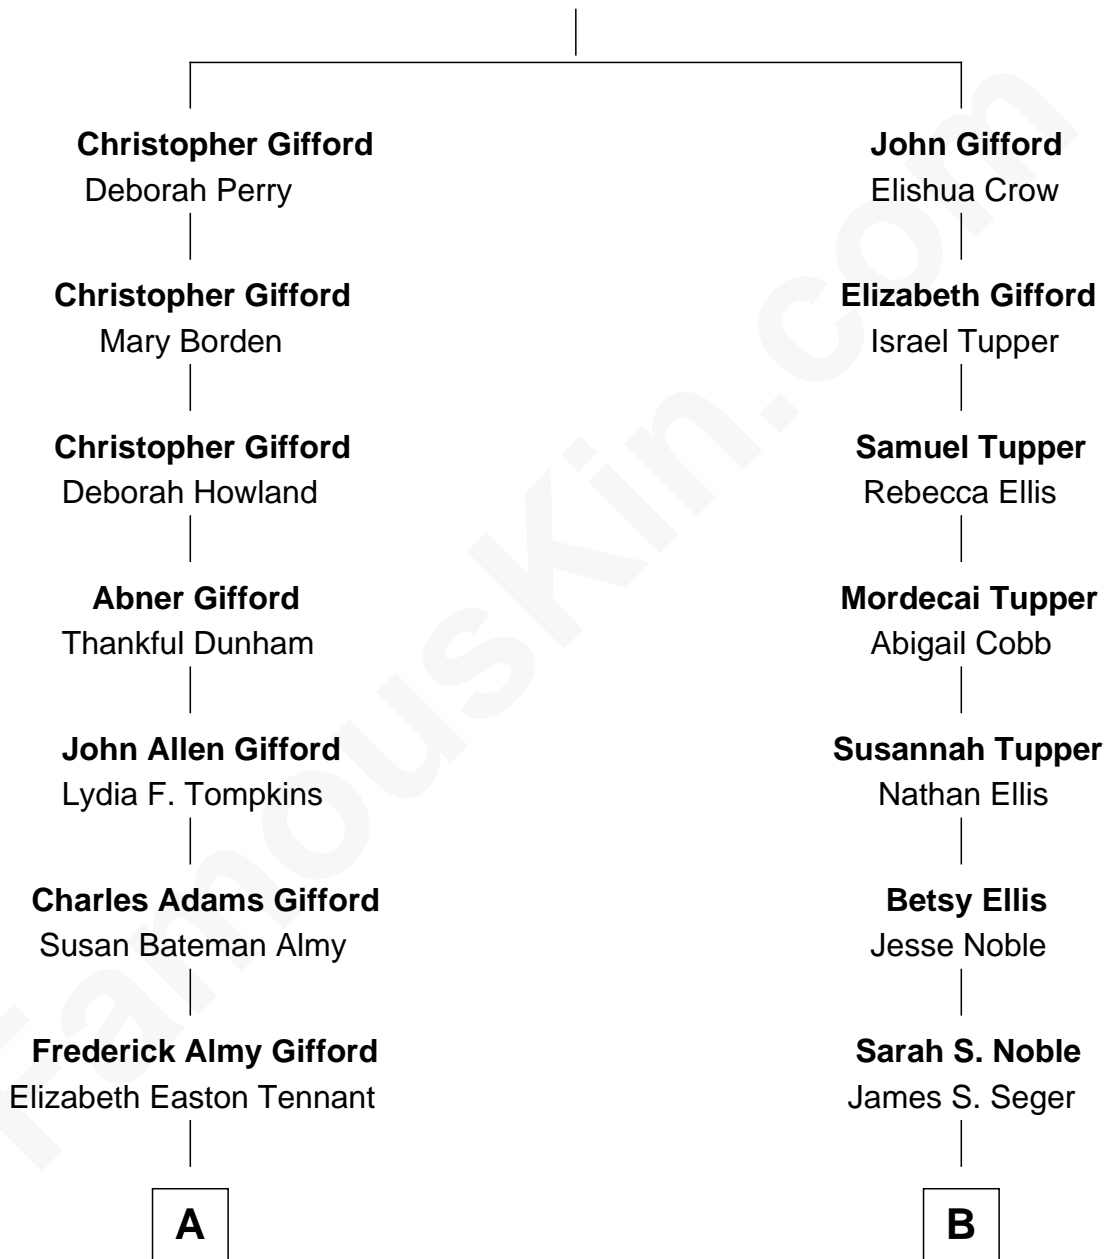 Christopher Gifford
Deborah Perry
Christopher Gifford
Mary Borden
Christopher Gifford
Deborah Howland
Abner Gifford
Thankful Dunham
John Allen Gifford
Lydia F. Tompkins
Charles Adams Gifford
Susan Bateman Almy
Frederick Almy Gifford
Elizabeth Easton Tennant
A
John Gifford
Elishua Crow
Elizabeth Gifford
Israel Tupper
Samuel Tupper
Rebecca Ellis
Mordecai Tupper
Abigail Cobb
Susannah Tupper
Nathan Ellis
Betsy Ellis
Jesse Noble
Sarah S. Noble
James S. Seger
B
FamousKin.com